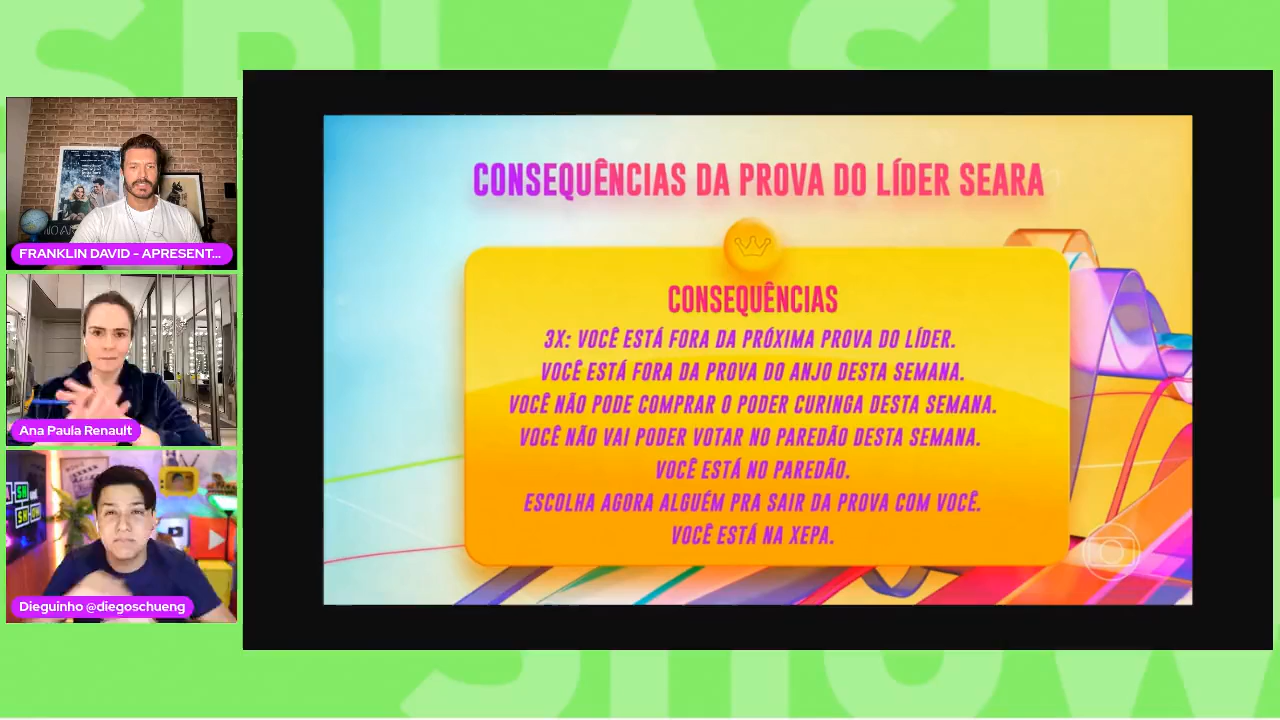 SPLASH
FRANKLIN DAVID - APRESENT...
Ana Paula Renault
Dieguinho @diegoschueng
CONSEQUÊNCIAS DA PROVA DO LÍDER SEARA
CONSEQUÊNCIAS
3X: VOCÊ ESTÁ FORA DA PRÓXIMA PROVA DO LÍDER.
VOCÊ ESTÁ FORA DA PROVA DO ANJO DESTA SEMANA.
VOCÊ NÃO PODE COMPRAR O PODER CURINGA DESTA SEMANA.
VOCÊ NÃO VAI PODER VOTAR NO PAREDÃO DESTA SEMANA.
VOCÊ ESTÁ NO PAREDÃO.
ESCOLHA AGORA ALGUÉM PRA SAIR DA PROVA COM VOCÊ.
VOCÊ ESTÁ NA XEPA.
SHOW